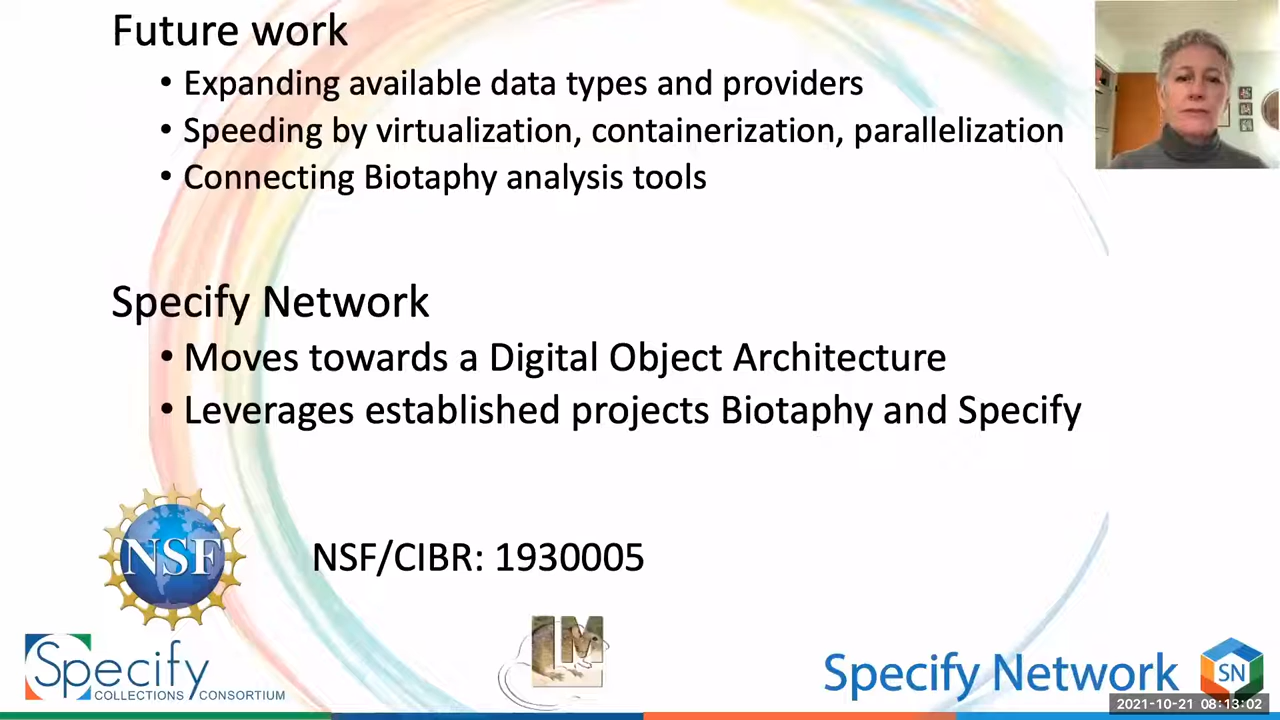 Future work
• Expanding available data types and providers
• Speeding by virtualization, containerization, parallelization
• Connecting Biotaphy analysis tools
Specify Network
• Moves towards a Digital Object Architecture
• Leverages established projects Biotaphy and Specify
NSF
NSF/CIBR: 1930005
Specify
COLLECTIONS CONSORTIUM
LM
Specify Network
SN
2021-10-21 08:13:02